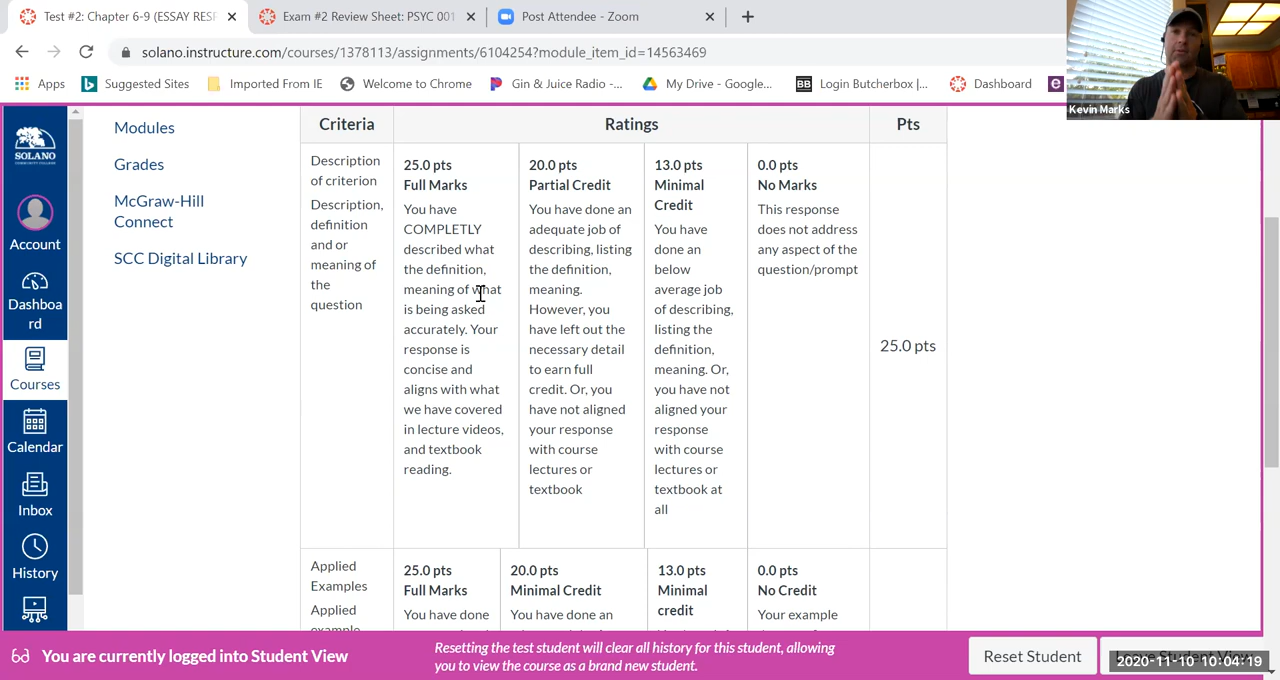 Test #2: Chapter 6-9 (ESSAY RESF
Exam #2 Review Sheet: PSYC 001
Post Attendee - Zoom
solano.instructure.com/courses/1378113/assignments/6104254?module_item_id=14563469
Apps
Suggested Sites
Imported From IE
Solano Home
Gin & Juice Radio -...
My Drive - Google...
Login Butcherbox |...
Dashboard
Kevin Marks
SOLANO
COMMUNITY COLLEGE
Account
Dashboa
rd
Courses
Calendar
Inbox
History
Modules
Grades
McGraw-Hill
Connect
SCC Digital Library
Criteria
Ratings
Pts
Description
of criterion
Description,
definition
and or
meaning of
the
question
25.0 pts
Full Marks
You have
COMPLETLY
described what
the definition,
meaning of what
is being asked
accurately. Your
response is
concise and
aligns with what
we have covered
in lecture videos,
and textbook
reading.
20.0 pts
Partial Credit
You have done an
adequate job of
describing, listing
the definition,
meaning.
However, you
have left out the
necessary detail
to earn full
credit. Or, you
have not aligned
your response
with course
lectures or
textbook
13.0 pts
Minimal
Credit
You have
done an
below
average job
of describing,
listing the
definition,
meaning. Or,
you have not
aligned your
response
with course
lectures or
textbook at
all
0.0 pts
No Marks
This response
does not address
any aspect of the
question/prompt
25.0 pts
Applied
Examples
Applied
example
25.0 pts
Full Marks
You have done
20.0 pts
Minimal Credit
You have done an
13.0 pts
Minimal
credit
0.0 pts
No Credit
Your example
You are currently logged into Student View
Resetting the test student will clear all history for this student, allowing
you to view the course as a brand new student.
Reset Student
2020-11-10 10:04:19